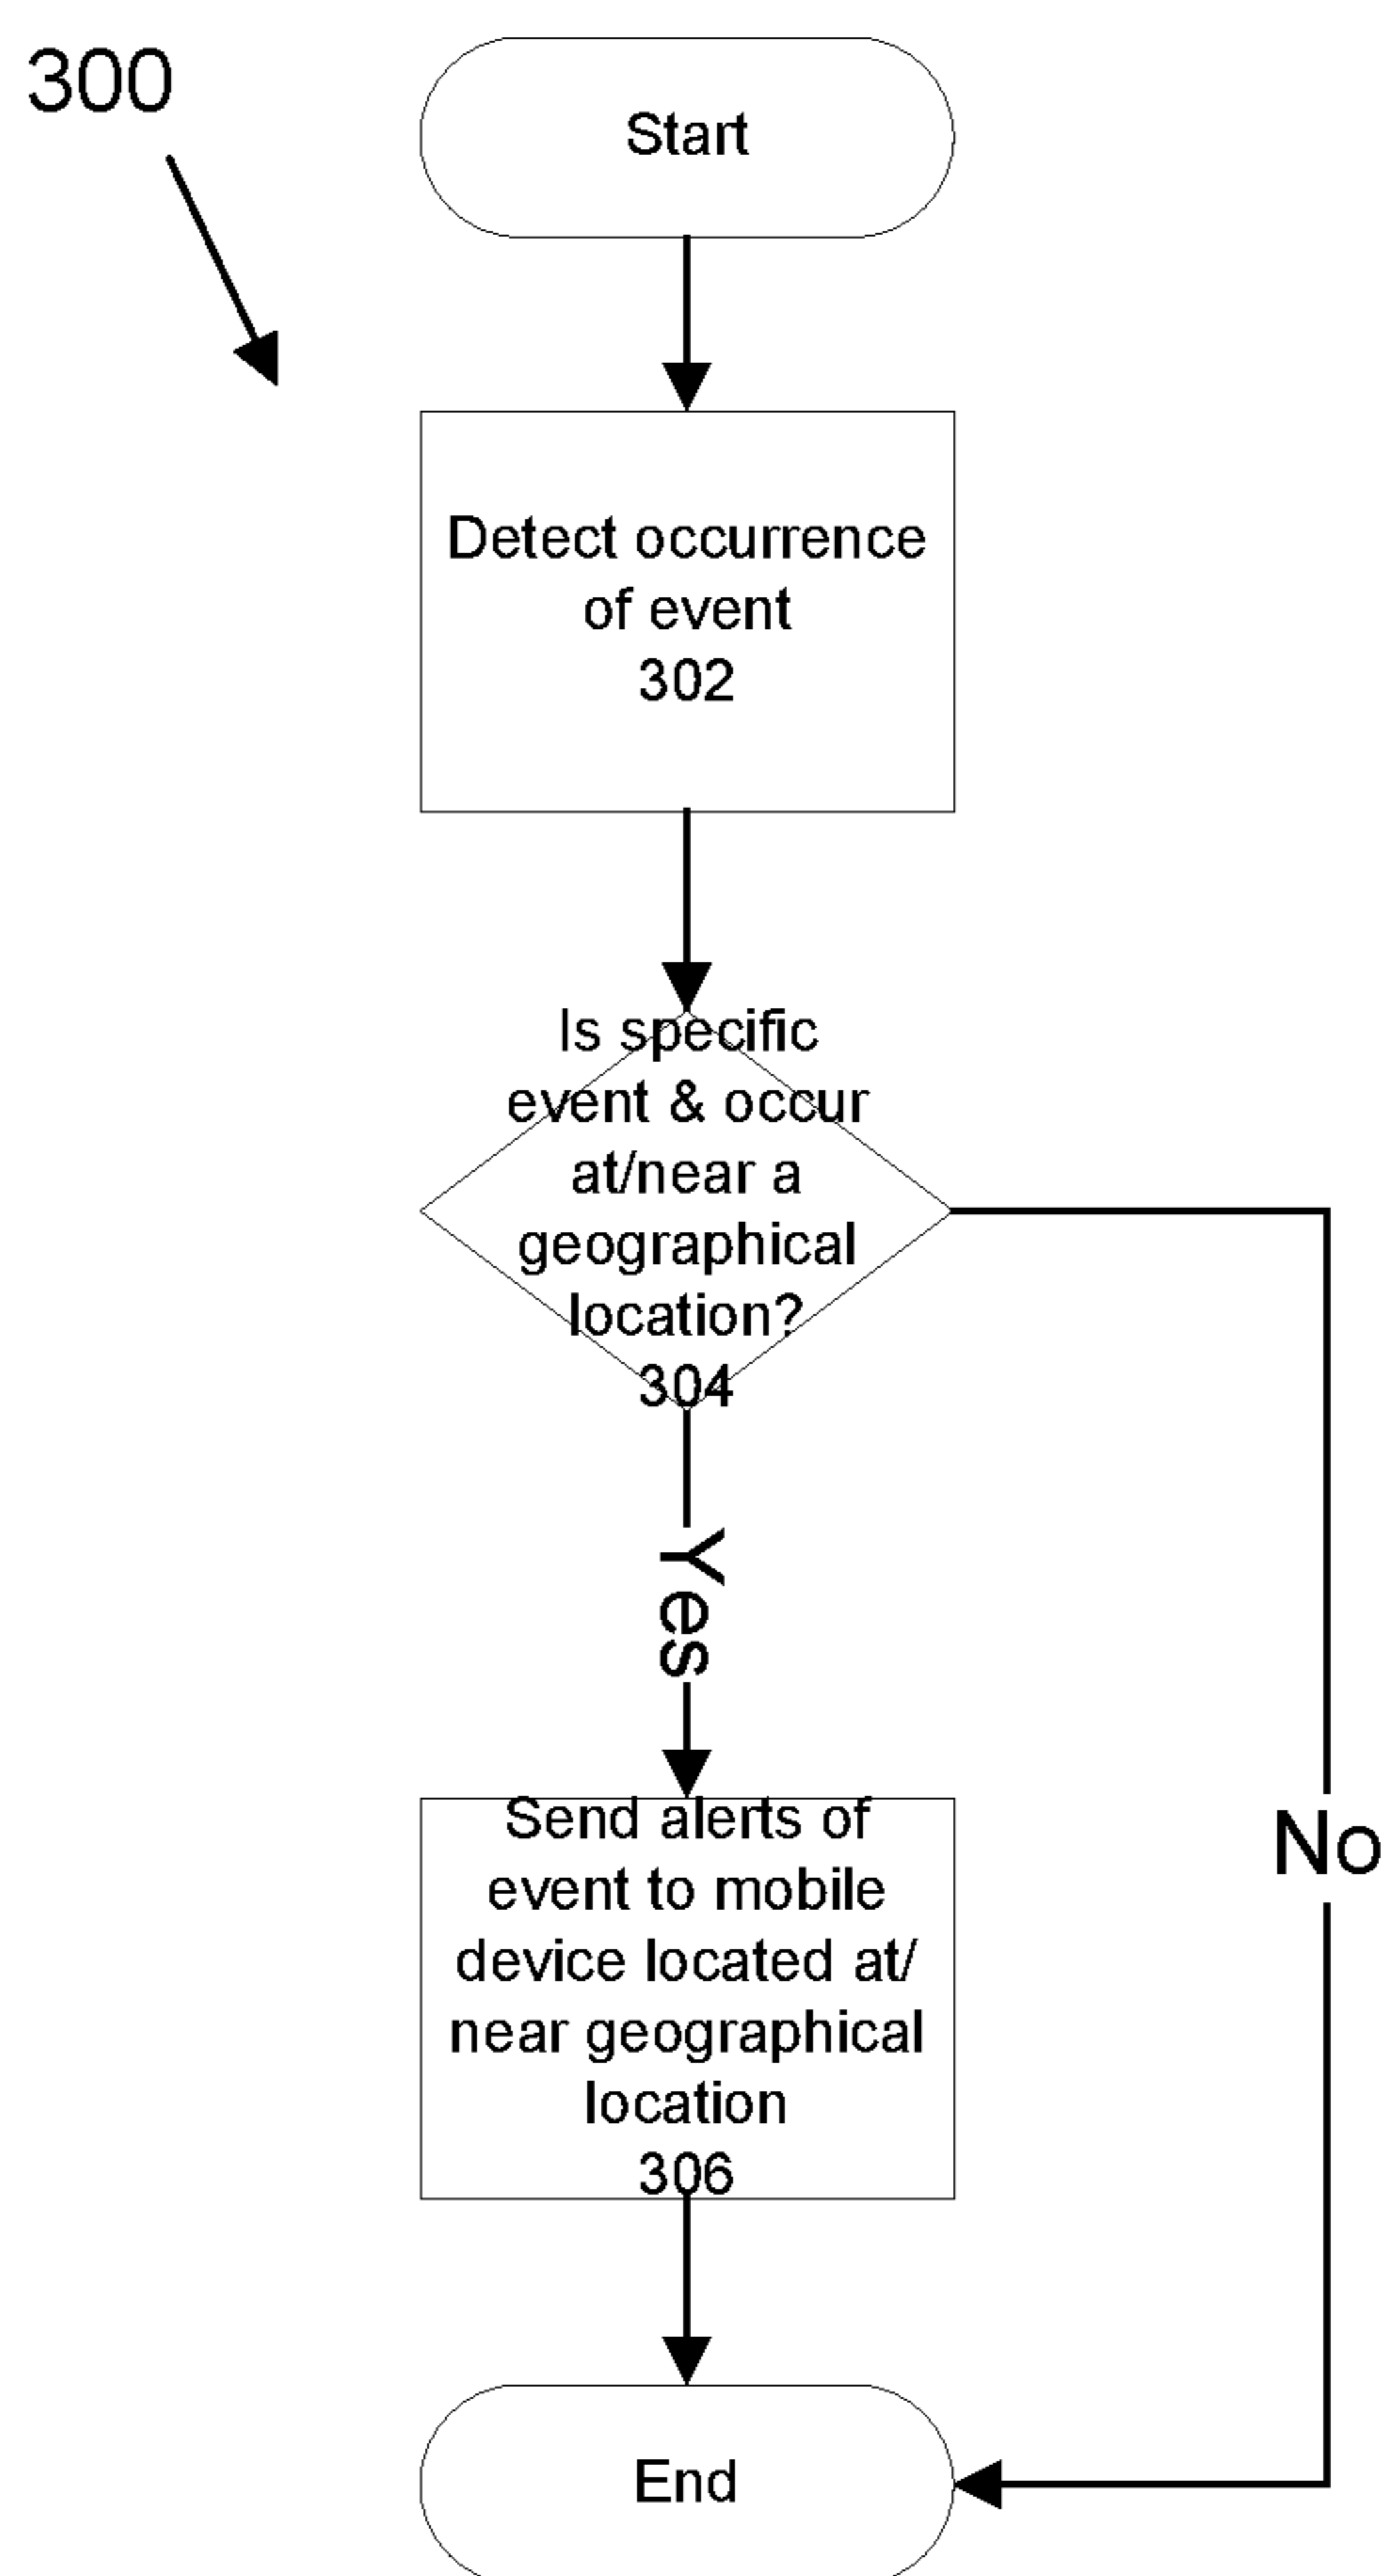 300
Start
Detect occurrence
of event
302
Is specific
event & occur
at/near a
geographical
location?
304
Yes
Send alerts of
event to mobile
device located at/
near geographical
location
306
No
End